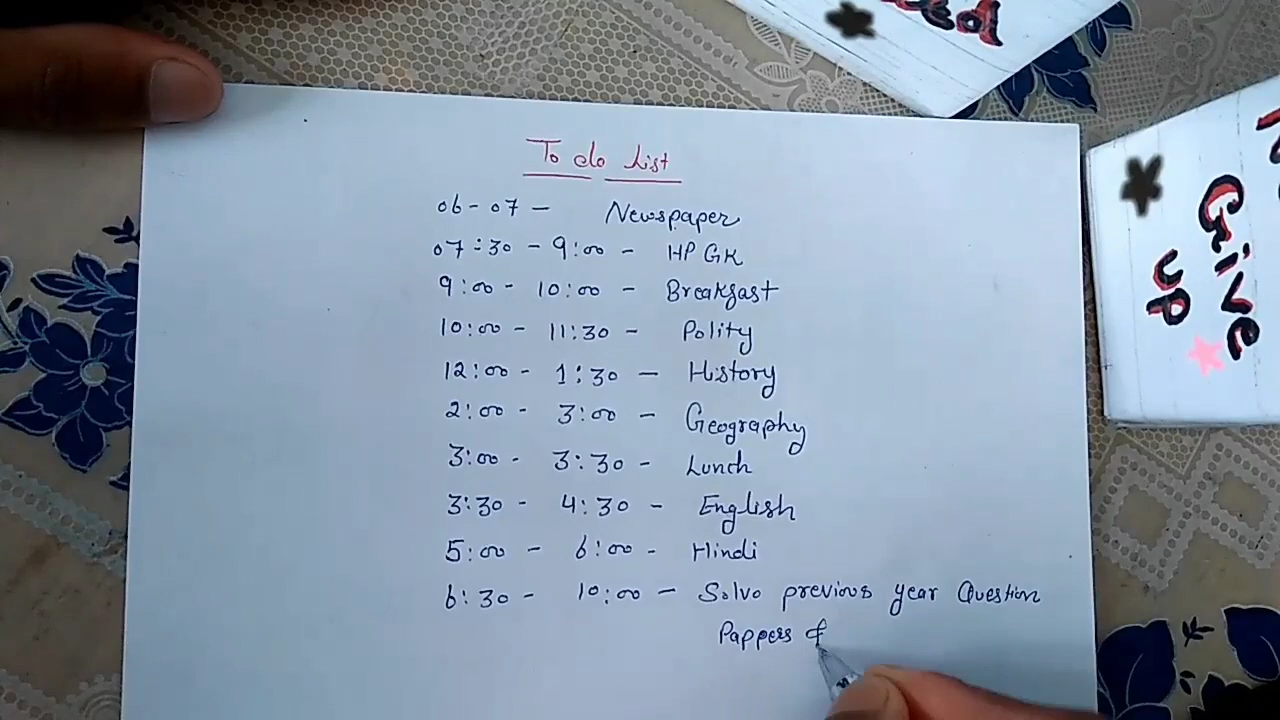 To do list
06 - 07 - Newspaper
07:30 - 9:00 - HP GK
9:00 - 10:00 - Breakfast
10:00 - 11:30 - Polity
12:00 - 1:30 - History
2:00 - 3:00 - Geography
3:00 - 3:30 - Lunch
3:30 - 4:30 - English
5:00 - 6:00 - Hindi
6:30 - 10:00 - Solvo previous year Question
Pappers
Give
UP